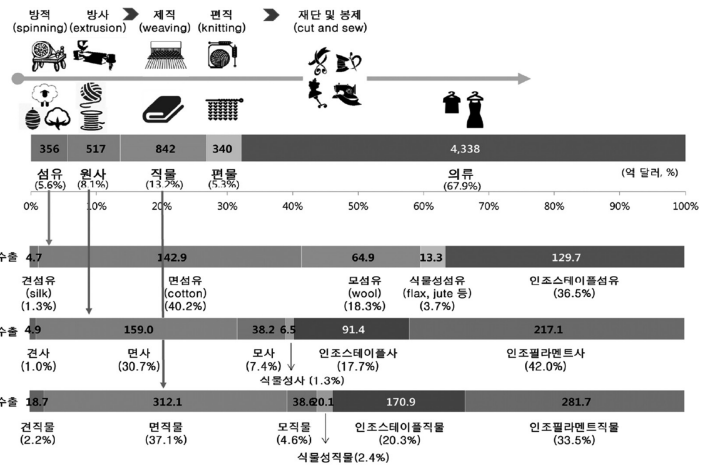 방적 방사 제직 편직 재단 및 봉제
(spinning) (extrusion) (weaving) (knitting) (cut and sew)
356 517 842 340 4,338
섬유 원사 직물 편물 의류 (억 달러, %)
(5.6%) (8.1%) (13.2%) (5.3%) (67.9%)
0% 10% 20% 30% 40% 50% 60% 70% 80% 90% 100%
수출 4.7 142.9 64.9 13.3 129.7
견섬유 면섬유 모섬유 식물성섬유 인조스테이플섬유
(silk) (cotton) (wool) (flax, jute 등) (36.5%)
(1.3%) (40.2%) (18.3%) (3.7%)
수출 4.9 159.0 38.2 6.5 91.4 217.1
견사 면사 모사 인조스테이플사 인조필라멘트사
(1.0%) (30.7%) (7.4%) (17.7%) (42.0%)
식물성사 (1.3%)
수출 18.7 312.1 38.6 20.1 170.9 281.7
견직물 면직물 모직물 인조스테이플직물 인조필라멘트직물
(2.2%) (37.1%) (4.6%) (20.3%) (33.5%)
식물성직물(2.4%)